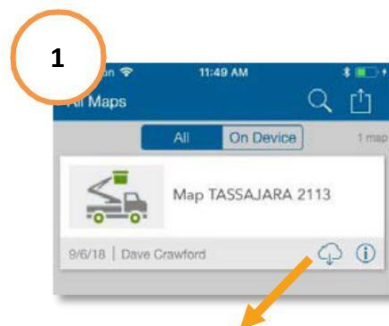 1
on 11:49 AM
All Maps
All On Device 1 map
Map TASSAJARA 2113
9/6/18 | Dave Crawford